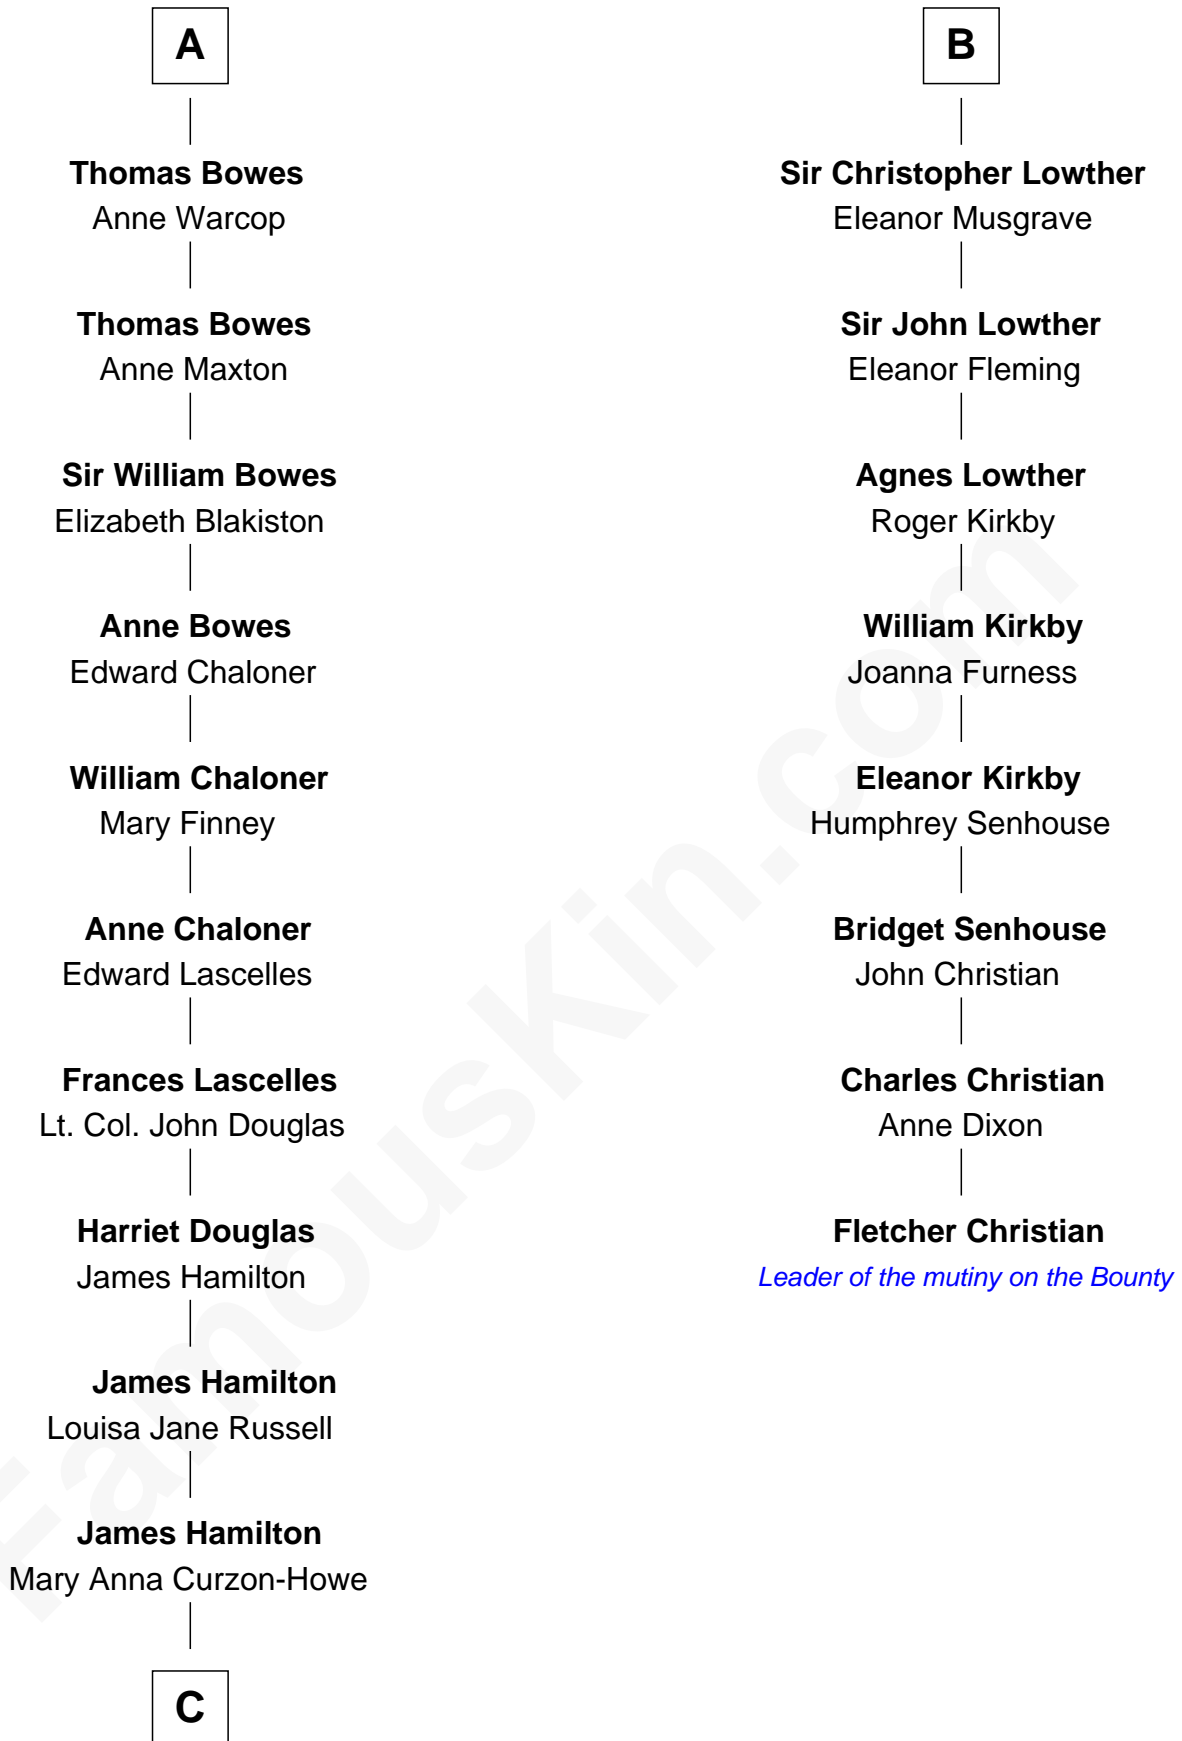 A
Thomas Bowes
Anne Warcop
Thomas Bowes
Anne Maxton
Sir William Bowes
Elizabeth Blakiston
Anne Bowes
Edward Chaloner
William Chaloner
Mary Finney
Anne Chaloner
Edward Lascelles
Frances Lascelles
Lt. Col. John Douglas
Harriet Douglas
James Hamilton
James Hamilton
Louisa Jane Russell
James Hamilton
Mary Anna Curzon-Howe
C
B
Sir Christopher Lowther
Eleanor Musgrave
Sir John Lowther
Eleanor Fleming
Agnes Lowther
Roger Kirkby
William Kirkby
Joanna Furness
Eleanor Kirkby
Humphrey Senhouse
Bridget Senhouse
John Christian
Charles Christian
Anne Dixon
Fletcher Christian
Leader of the mutiny on the Bounty
FamousKin.com